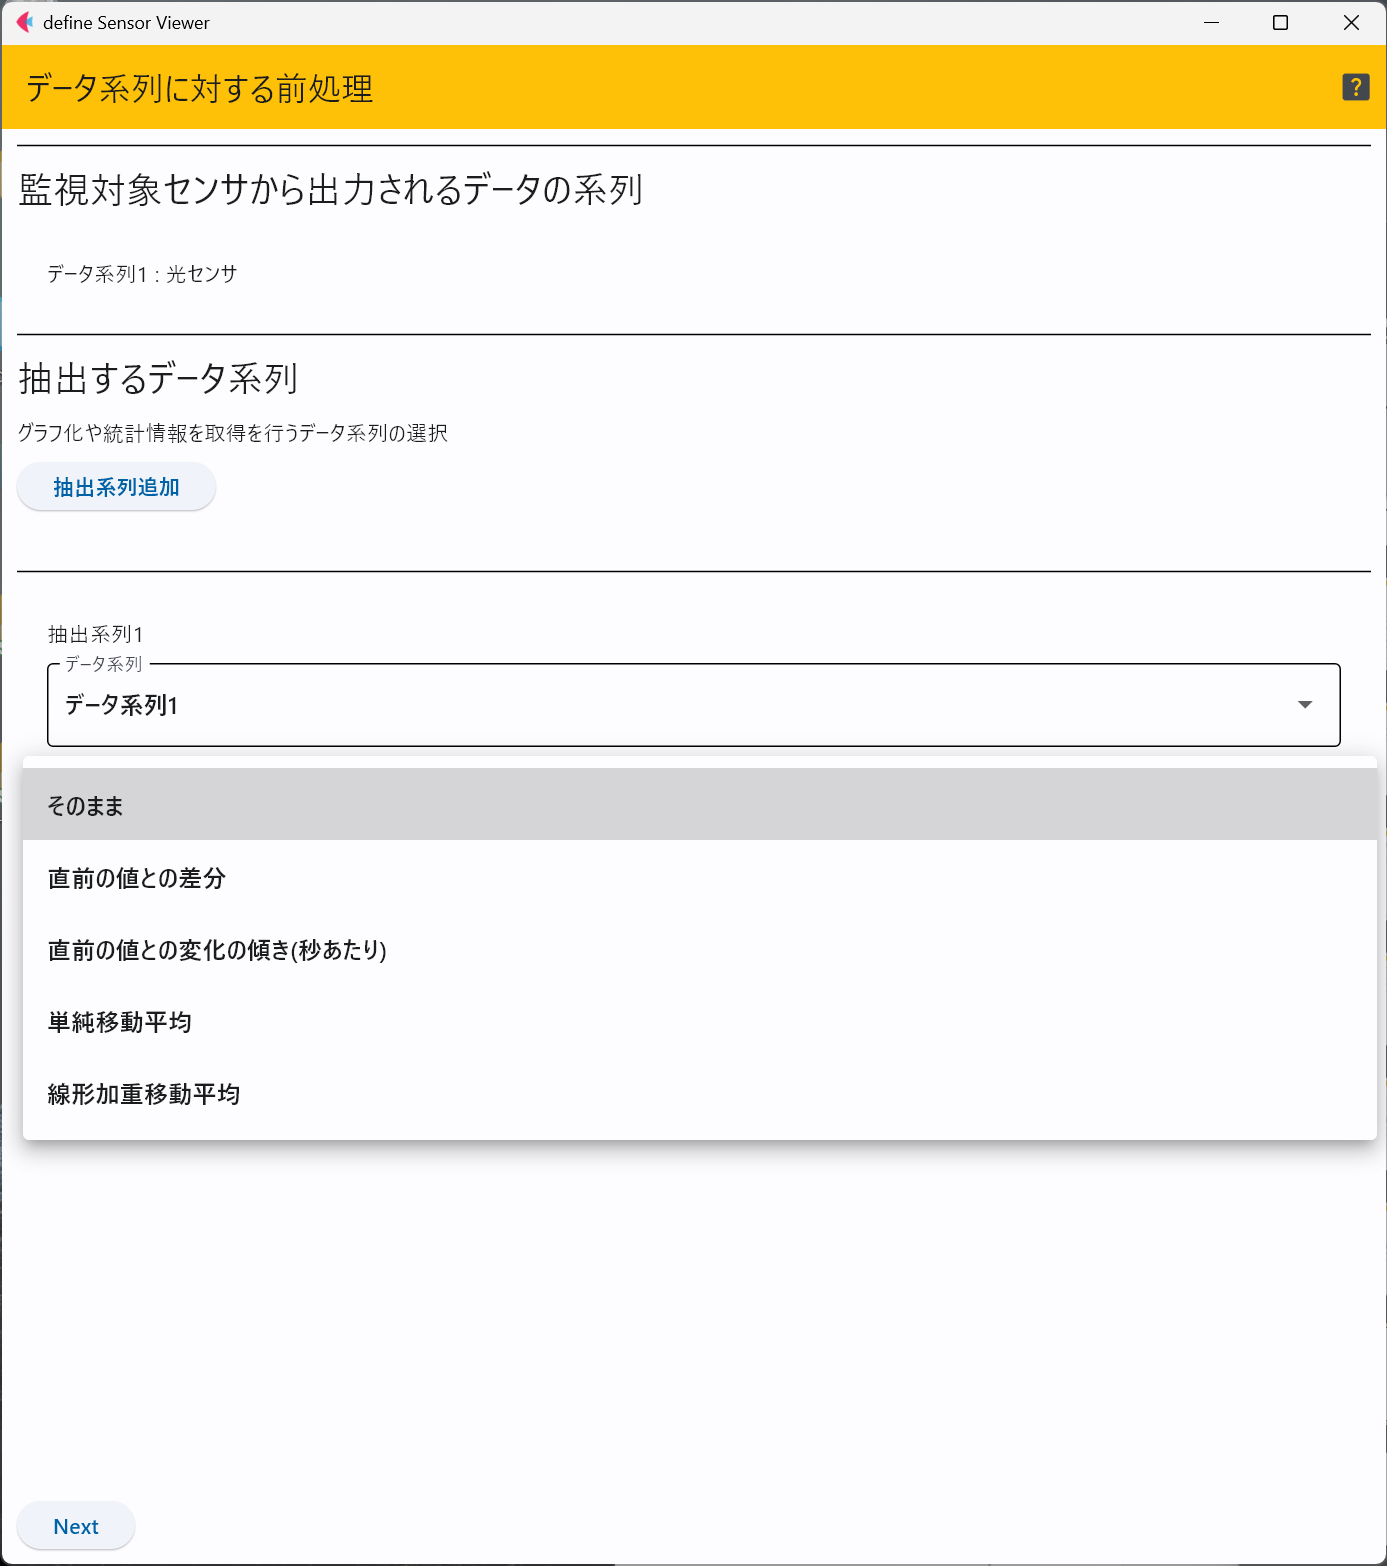 define Sensor Viewer
データ系列に対する前処理
?
監視対象センサから出力されるデータの系列
データ系列1 : 光センサ
抽出するデータ系列
グラフ化や統計情報を取得を行うデータ系列の選択
抽出系列追加
抽出系列1
データ系列
データ系列1
そのまま
直前の値との差分
直前の値との変化の傾き(秒あたり)
単純移動平均
線形加重移動平均
Next